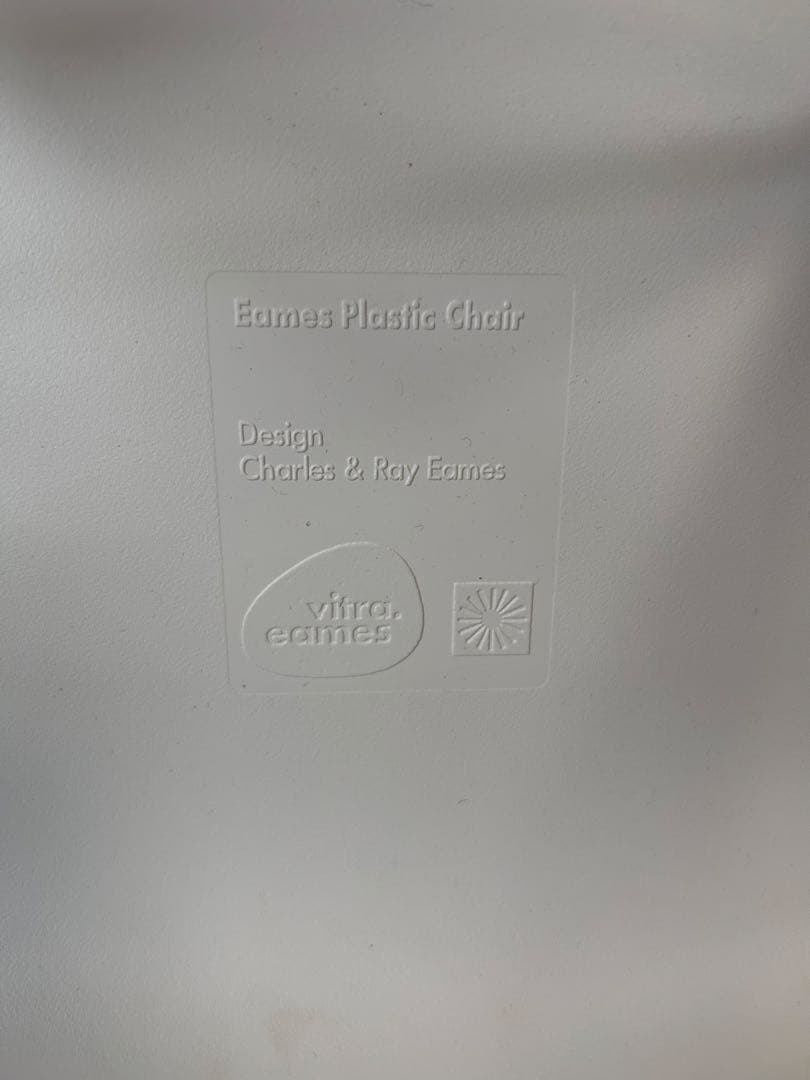 Eames Plastic Chair
Design
Charles & Ray Eames
vitra.
eames